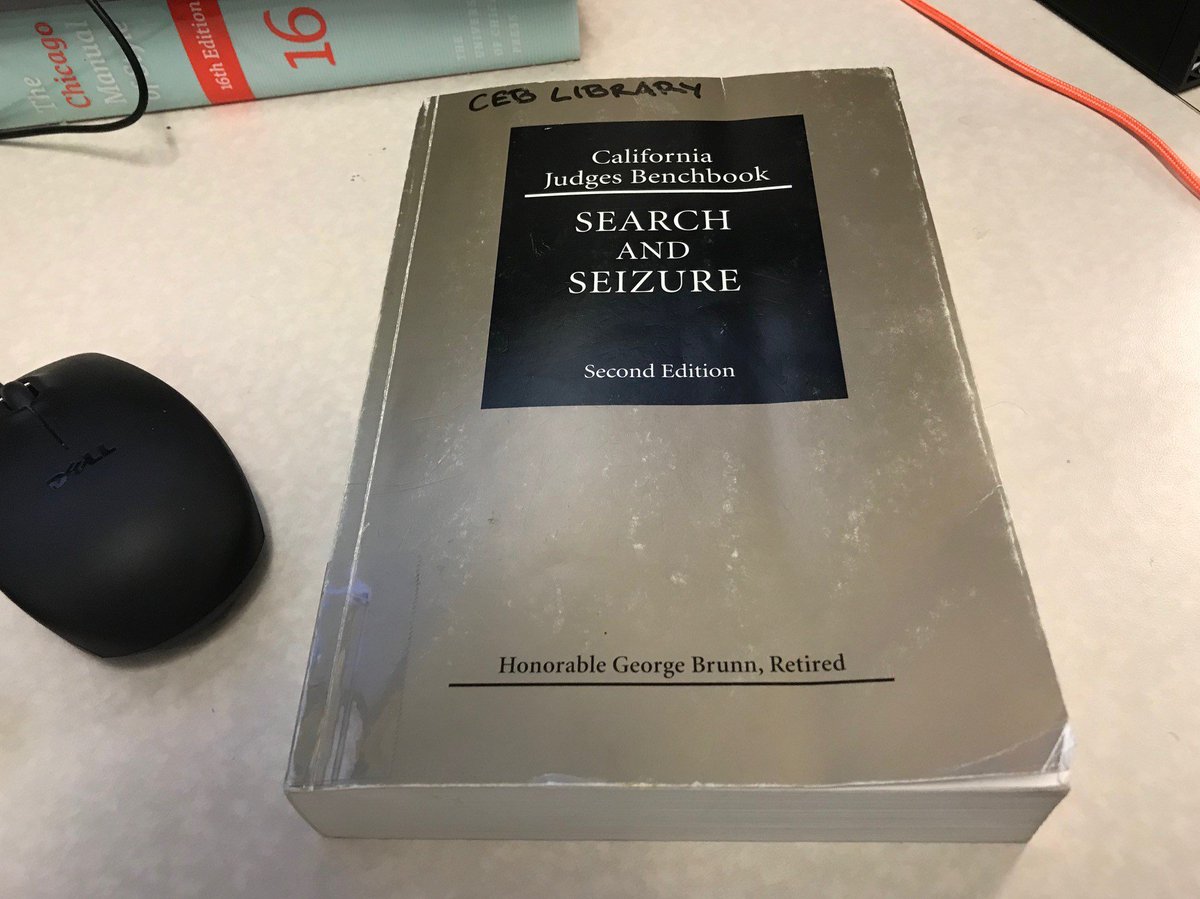 The
Chicago
Manual
16th Edition
16
CEB LIBRARY
California
Judges Benchbook
SEARCH
AND
SEIZURE
Second Edition
Honorable George Brunn, Retired
DELL